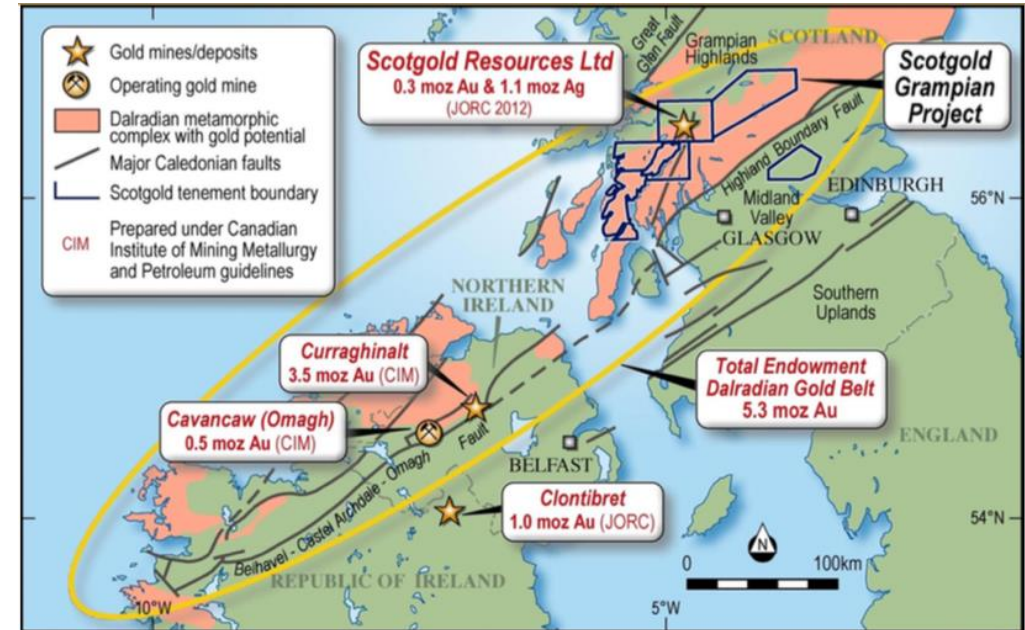 Gold mines/deposits
Operating gold mine
Dalradian metamorphic
complex with gold potential
Major Caledonian faults
Scotgold tenement boundary
CIM
Prepared under Canadian
Institute of Mining Metallurgy
and Petroleum guidelines
Scotgold Resources Ltd
0.3 moz Au & 1.1 moz Ag
(JORC 2012)
Great
Glen Fault
Grampian
Highlands
SCOTLAND
Scotgold
Grampian
Project
Highland Boundary Fault
EDINBURGH
56°N
Midland
Valley
GLASGOW
Southern
Uplands
NORTHERN
IRELAND
Curraghinalt
3.5 moz Au (CIM)
Total Endowment
Dalradian Gold Belt
5.3 moz Au
Cavancaw (Omagh)
0.5 moz Au (CIM)
ENGLAND
BELFAST
Belhavel - Castel Archdale - Omagh Fault
Clontibret
1.0 moz Au (JORC)
54°N
N
0 100km
REPUBLIC OF IRELAND
10°W
5°W